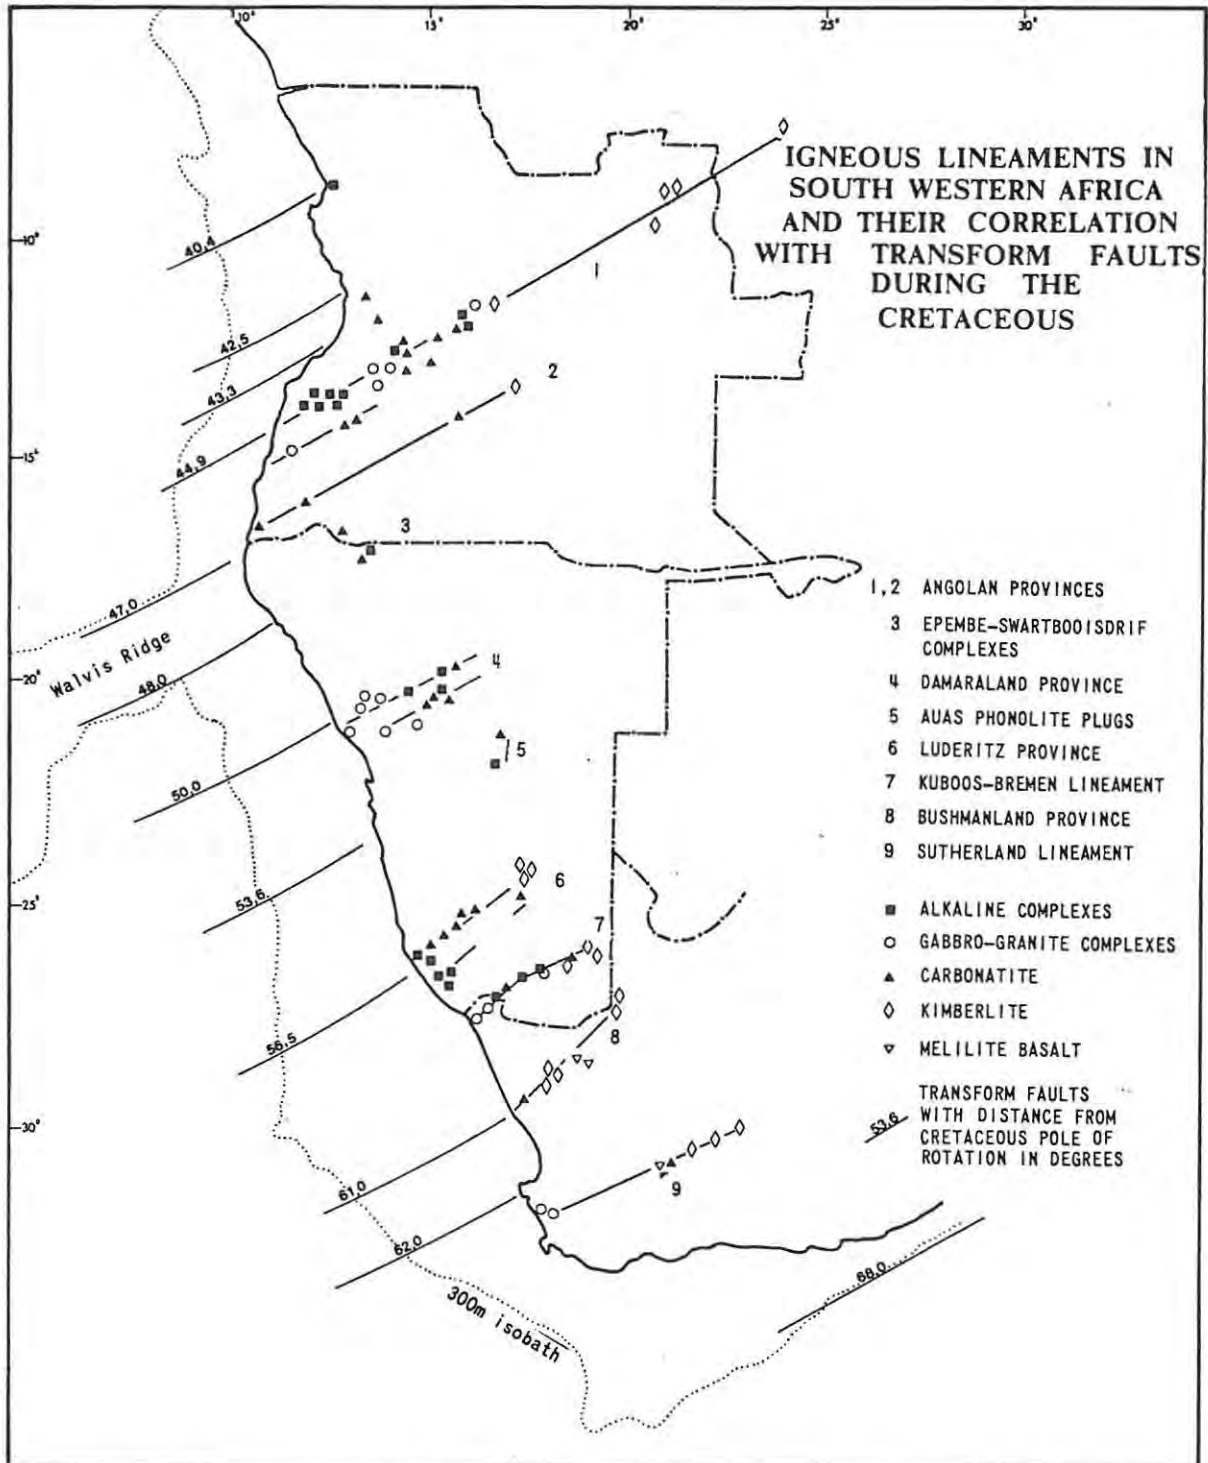 10° 15° 20° 25° 30°
IGNEOUS LINEAMENTS IN
SOUTH WESTERN AFRICA
AND THEIR CORRELATION
WITH TRANSFORM FAULTS
DURING THE
CRETACEOUS
40,4
10°
1
42,5
2
43,3
15°
44,9
3
47,0
Walvis Ridge
20°
48,0
4
5
50,0
53,6
6
25°
7
56,5
8
30°
61,0
9
62,0
68,0
300m isobath
1,2 ANGOLAN PROVINCES
3 EPEMBE-SWARTBOOISDRIF
COMPLEXES
4 DAMARALAND PROVINCE
5 AUAS PHONOLITE PLUGS
6 LUDERITZ PROVINCE
7 KUBOOS-BREMEN LINEAMENT
8 BUSHMANLAND PROVINCE
9 SUTHERLAND LINEAMENT
ALKALINE COMPLEXES
GABBRO-GRANITE COMPLEXES
CARBONATITE
KIMBERLITE
MELILITE BASALT
53,6
TRANSFORM FAULTS
WITH DISTANCE FROM
CRETACEOUS POLE OF
ROTATION IN DEGREES